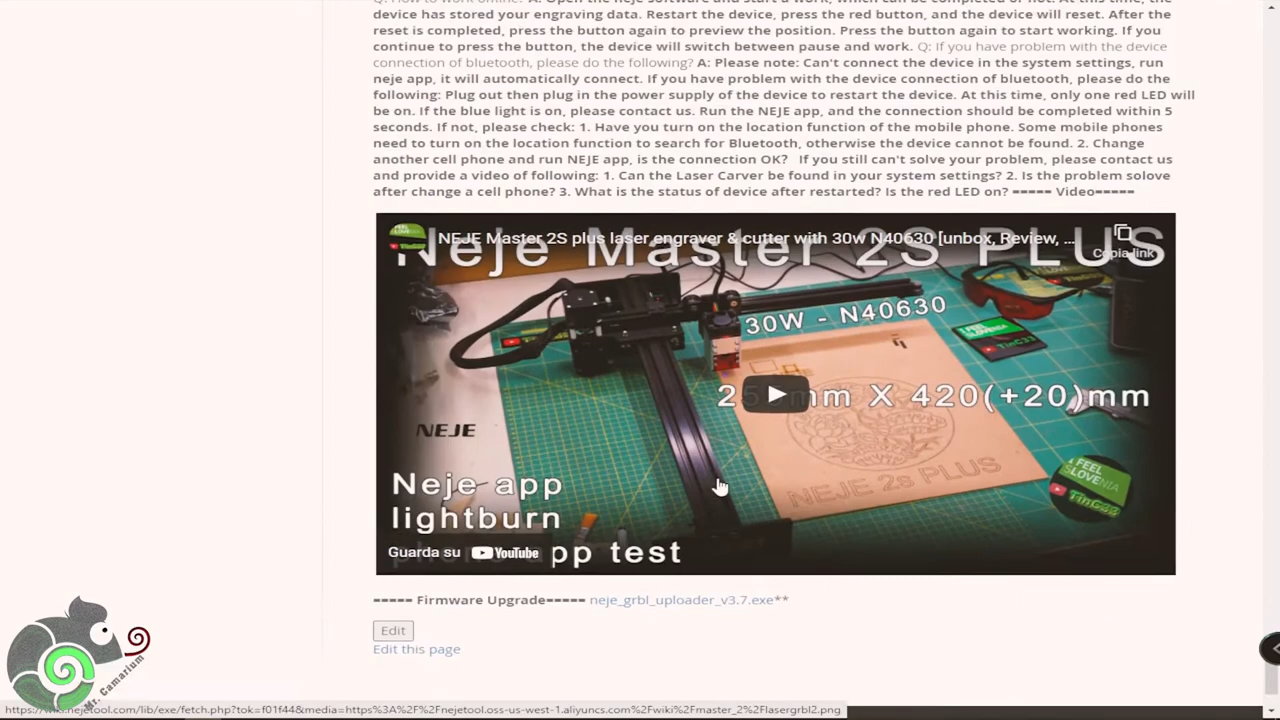 device has stored your engraving data. Restart the device, press the red button, and the device will reset. After the
reset is completed, press the button again to preview the position. Press the button again to start working. If you
continue to press the button, the device will switch between pause and work. Q: If you have problem with the device
connection of bluetooth, please do the following? A: Please note: Can't connect the device in the system settings, run
neje app, it will automatically connect. If you have problem with the device connection of bluetooth, please do the
following: Plug out then plug in the power supply of the device to restart the device. At this time, only one red LED will
be on. If the blue light is on, please contact us. Run the NEJE app, and the connection should be completed within 5
seconds. If not, please check: 1. Have you turn on the location function of the mobile phone. Some mobile phones
need to turn on the location function to search for Bluetooth, otherwise the device cannot be found. 2. Change
another cell phone and run NEJE app, is the connection OK? If you still can't solve your problem, please contact us
and provide a video of following: 1. Can the Laser Carver be found in your system settings? 2. Is the problem solove
after change a cell phone? 3. What is the status of device after restarted? Is the red LED on? ===== Video=====
NEJE Master 2S plus laser engraver & cutter with 30w N40630 [unbox, Review, ...
Copia link
Neje Master 2S PLUS
30W - N40630
I FEEL
SLOVENIA
TinG33
mm X 420(+20)mm
NEJE
NEJE 2s PLUS
Neje app
lightburn
pp test
Guarda su YouTube
===== Firmware Upgrade===== neje_grbl_uploader_v3.7.exe**
Edit
Edit this page
Mr. Camarium